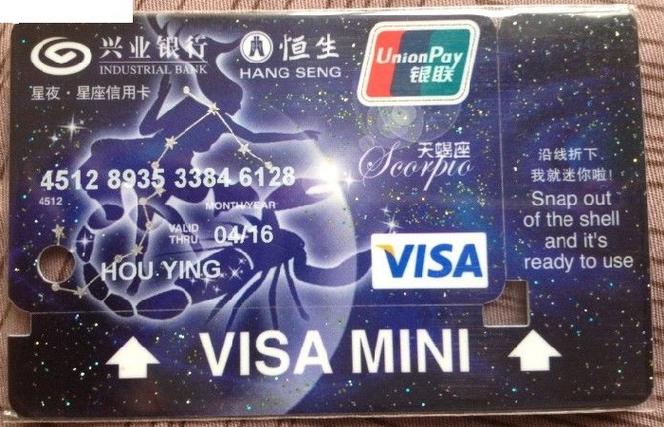 兴业银行
INDUSTRIAL BANK
恒生
HANG SENG
UnionPay
银联
星夜·星座信用卡
天蝎座
Scorpio
4512 8935 3384 6128
4512
MONTH/YEAR
VALID
THRU
04/16
HOU YING
VISA
沿线折下
我就迷你啦!
Snap out
of the shell
and it's
ready to use
VISA MINI